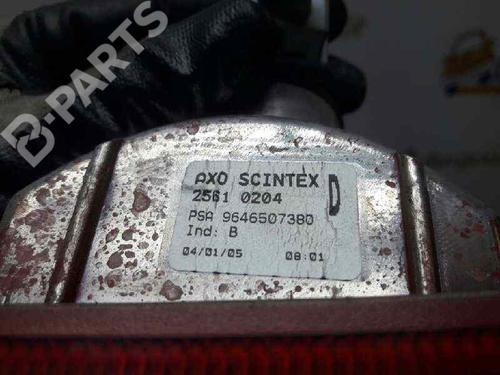 B-PARTS
AXO SCINTEX
D
2561 0204
PSA 9646507380
Ind: B
04/01/05 08:01